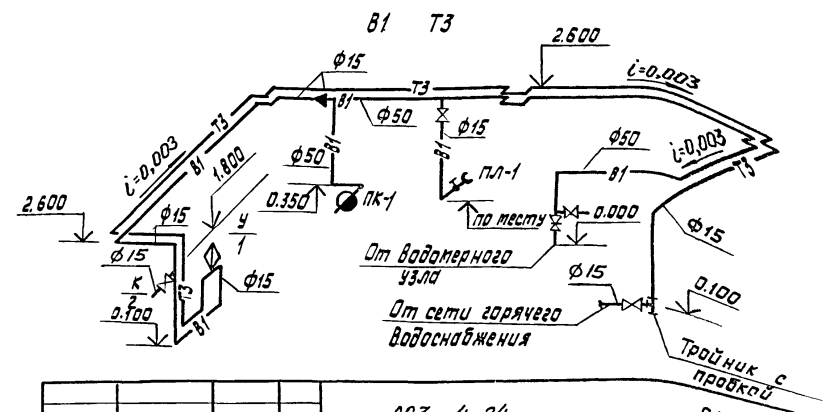 В1 Т3
2.600
ф15
i=0,003
Т3
В1
ф50
ф15
Т3
В1
i=0,003
1.800
ф50
В1
В1
ПЛ-1
ф50
В1
i=0,003
Т3
0.350
ПК-1
по месту
0.000
2,600
ф15
У
1
ф15
От водомерного
узла
ф15
К
2
Т3
ф15
0.100
В1
ф15
0.100
От сети горячего
водоснабжения
Тройник с
пробкой